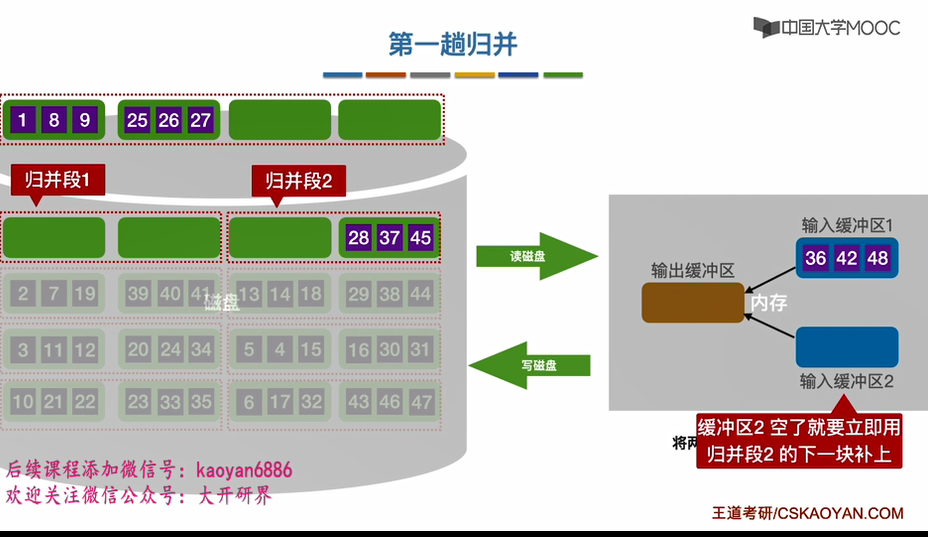 中国大学MOOC
第一趟归并
1 8 9 25 26 27
归并段1 归并段2
28 37 45
2 7 19 39 40 41 13 14 18 29 38 44
磁盘
3 11 12 20 24 34 5 4 15 16 30 31
10 21 22 23 33 35 6 17 32 43 46 47
读磁盘
写磁盘
输入缓冲区1
36 42 48
输出缓冲区
内存
输入缓冲区2
缓冲区2 空了就要立即用
归并段2 的下一块补上
将两
后续课程添加微信号：kaoyan6886
欢迎关注微信公众号：大开研界
王道考研/CSKAOYAN.COM